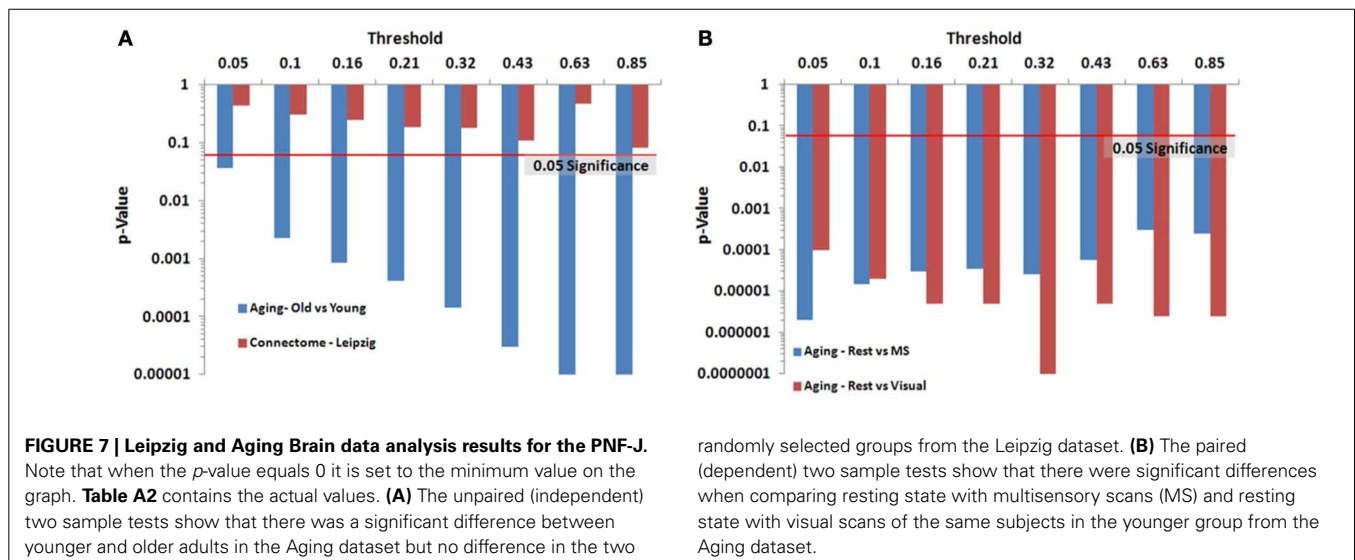 A
Threshold
0.05 0.1 0.16 0.21 0.32 0.43 0.63 0.85
1
0.1
0.01
0.001
0.0001
0.00001
p-Value
0.05 Significance
Aging- Old vs Young
Connectome - Leipzig
B
Threshold
0.05 0.1 0.16 0.21 0.32 0.43 0.63 0.85
1
0.1
0.01
0.001
0.0001
0.00001
0.000001
0.0000001
p-Value
0.05 Significance
Aging - Rest vs MS
Aging - Rest vs Visual
FIGURE 7 | Leipzig and Aging Brain data analysis results for the PNF-J.
Note that when the p-value equals 0 it is set to the minimum value on the
graph. Table A2 contains the actual values. (A) The unpaired (independent)
two sample tests show that there was a significant difference between
younger and older adults in the Aging dataset but no difference in the two
randomly selected groups from the Leipzig dataset. (B) The paired
(dependent) two sample tests show that there were significant differences
when comparing resting state with multisensory scans (MS) and resting
state with visual scans of the same subjects in the younger group from the
Aging dataset.